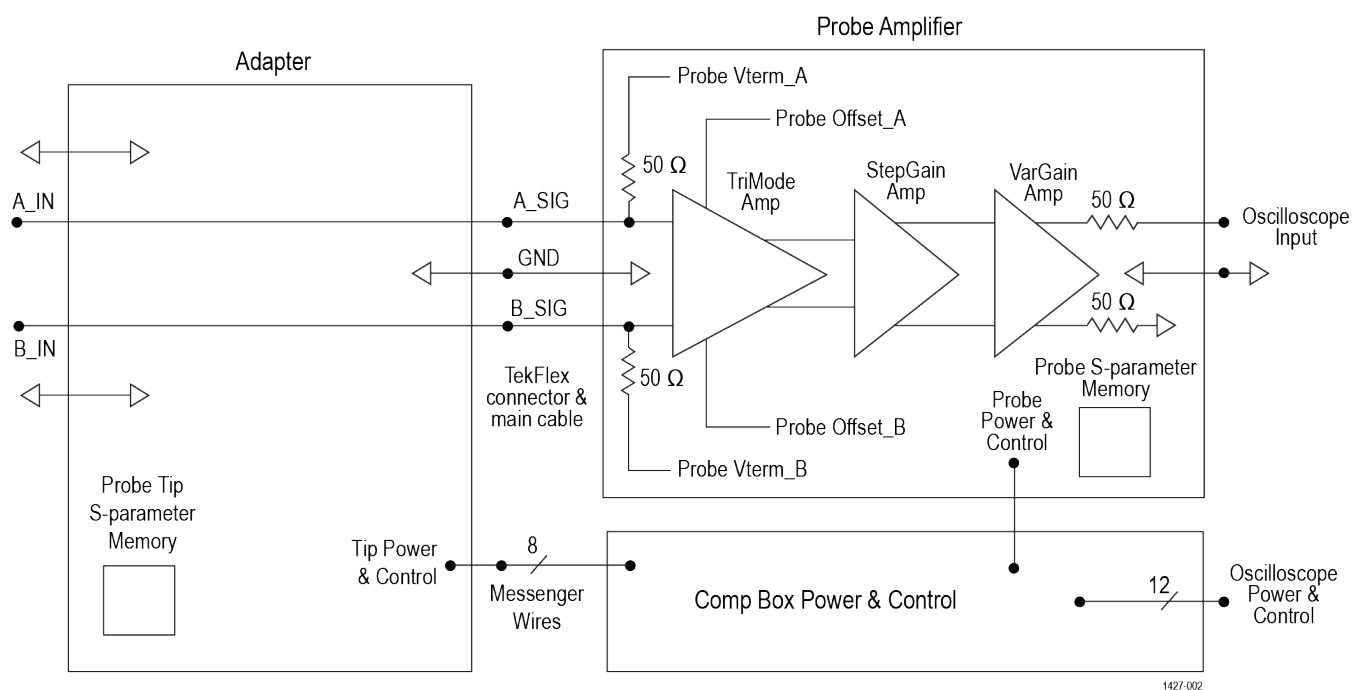 Probe Amplifier
Adapter
Probe Vterm_A
Probe Offset_A
50 Ω
TriMode
Amp
StepGain
Amp
VarGain
Amp
50 Ω
A_IN
A_SIG
Oscilloscope
Input
GND
B_SIG
50 Ω
B_IN
TekFlex
connector &
main cable
50 Ω
Probe S-parameter
Memory
Probe
Power &
Control
Probe Offset_B
Probe Vterm_B
Probe Tip
S-parameter
Memory
Tip Power
& Control
8
Messenger
Wires
Comp Box Power & Control
12
Oscilloscope
Power &
Control
1427-002